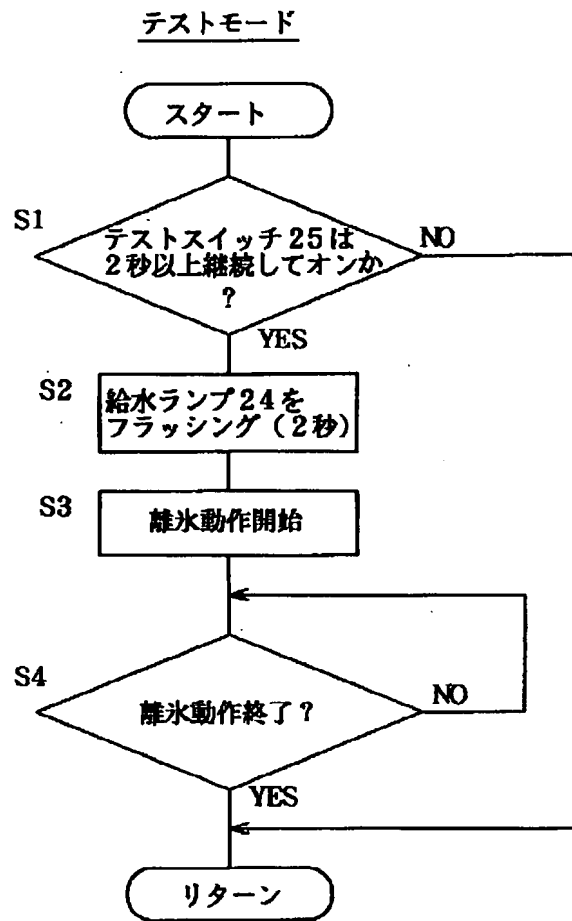 テストモード
スタート
S1
テストスイッチ25は
2秒以上継続してオンか
?
NO
YES
S2
給水ランプ24を
フラッシング(2秒)
S3
離氷動作開始
S4
離氷動作終了?
NO
YES
リターン